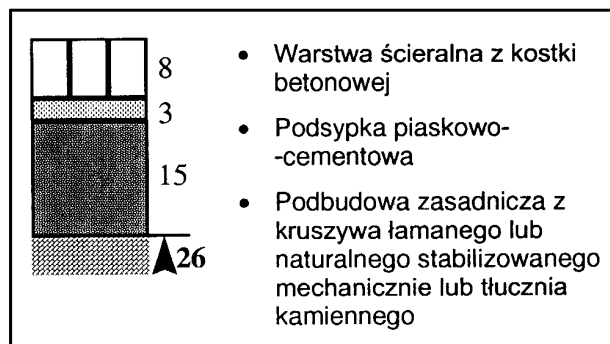 8
3
15
26
• Warstwa ścieralna z kostki
betonowej
• Podsypka piaskowo-
-cementowa
• Podbudowa zasadnicza z
kruszywa łamanego lub
naturalnego stabilizowanego
mechanicznie lub tłucznia
kamiennego